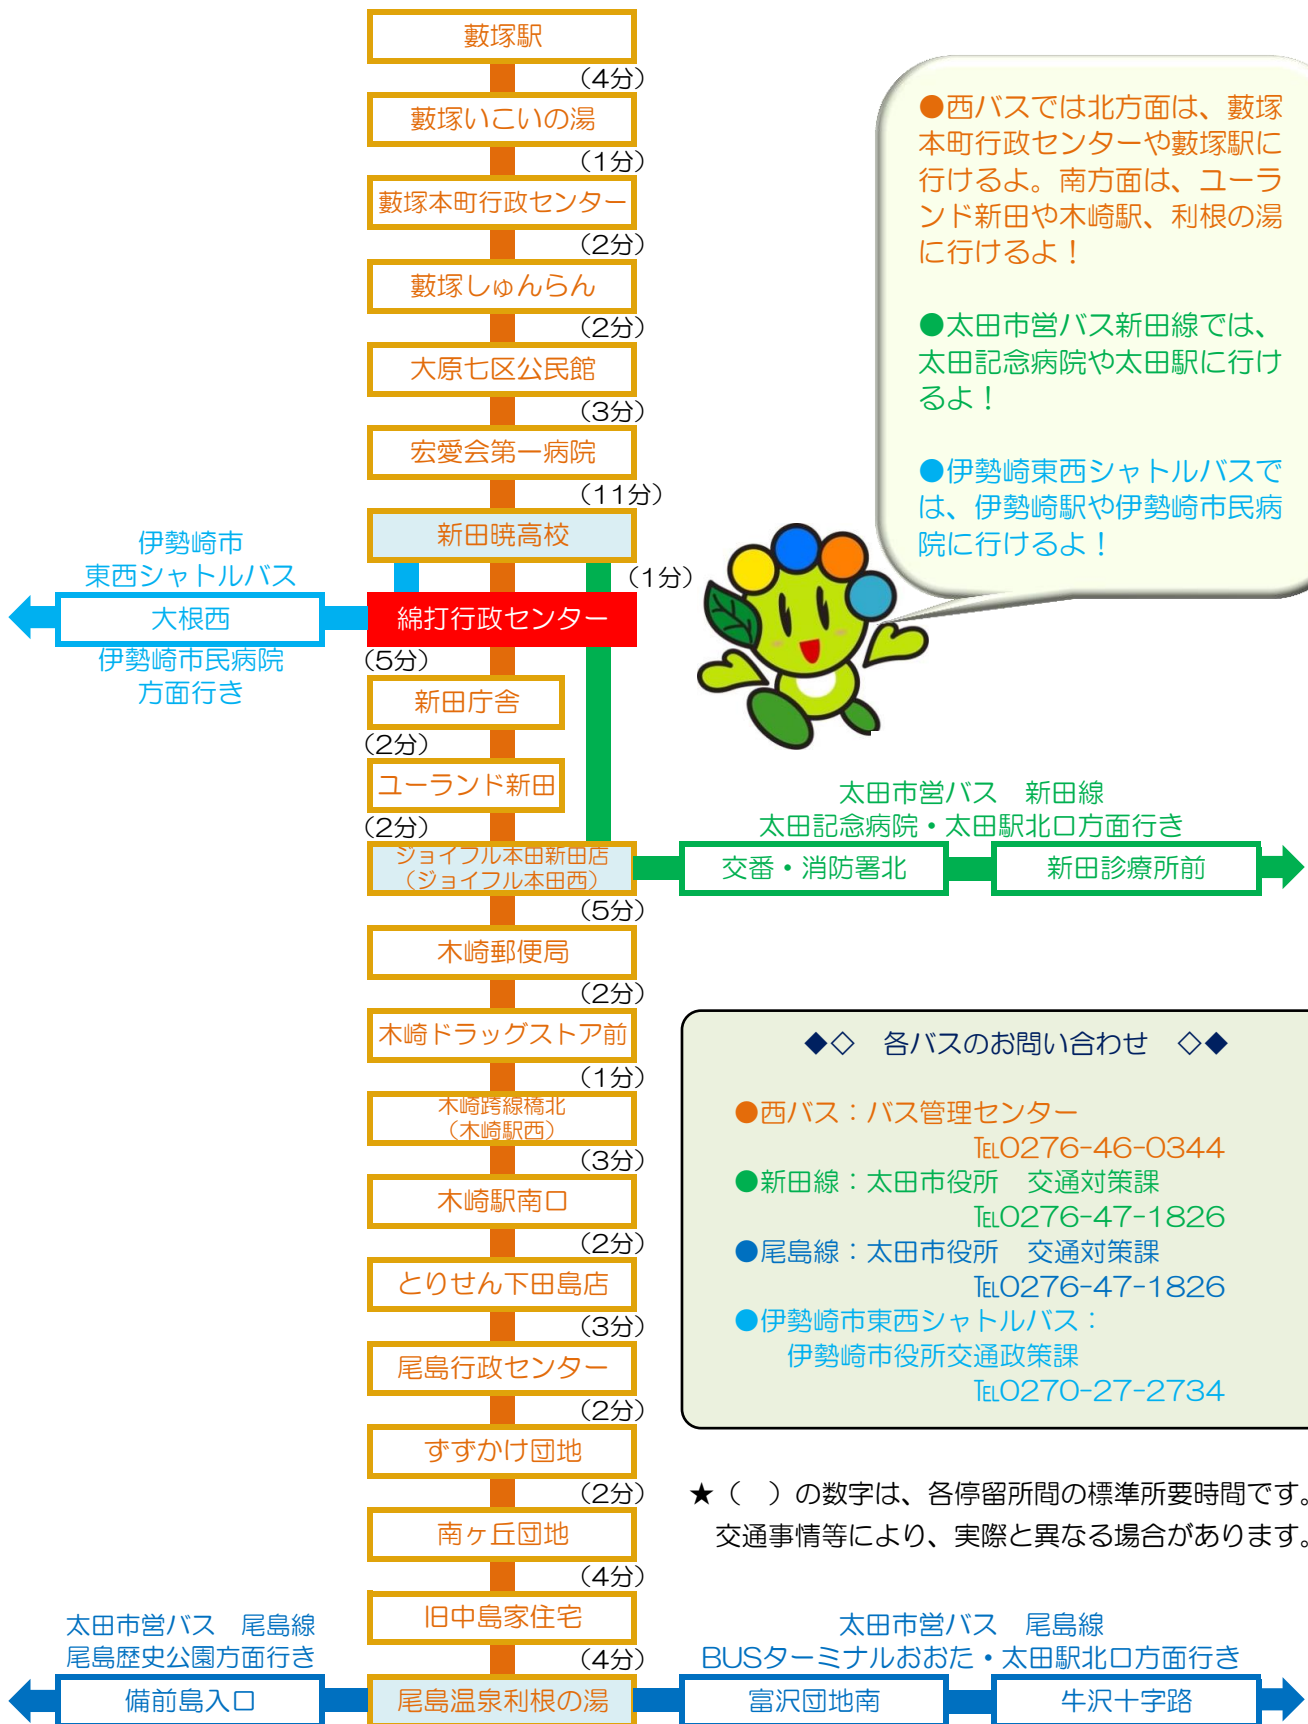 藪塚駅
（4分）
藪塚いこいの湯
（1分）
藪塚本町行政センター
（2分）
藪塚しゅんらん
（2分）
大原七区公民館
（3分）
宏愛会第一病院
（11分）
新田暁高校
（1分）
綿打行政センター
（5分）
新田庁舎
（2分）
ユーランド新田
（2分）
ジョイフル本田新田店
（ジョイフル本田西）
（5分）
木崎郵便局
（2分）
木崎ドラッグストア前
（1分）
木崎跨線橋北
（木崎駅西）
（3分）
木崎駅南口
（2分）
とりせん下田島店
（3分）
尾島行政センター
（2分）
すずかけ団地
（2分）
南ヶ丘団地
（4分）
旧中島家住宅
（4分）
尾島温泉利根の湯
伊勢崎市
東西シャトルバス
大根西
伊勢崎市民病院
方面行き
●西バスでは北方面は、藪塚
本町行政センターや藪塚駅に
行けるよ。南方面は、ユーラ
ンド新田や木崎駅、利根の湯
に行けるよ！
●太田市営バス新田線では、
太田記念病院や太田駅に行け
るよ！
●伊勢崎東西シャトルバスで
は、伊勢崎駅や伊勢崎市民病
院に行けるよ！
太田市営バス　新田線
太田記念病院・太田駅北口方面行き
交番・消防署北
新田診療所前
◆◇　各バスのお問い合わせ　◇◆
●西バス：バス管理センター
℡0276-46-0344
●新田線：太田市役所　交通対策課
℡0276-47-1826
●尾島線：太田市役所　交通対策課
℡0276-47-1826
●伊勢崎市東西シャトルバス：
伊勢崎市役所交通政策課
℡0270-27-2734
★（　）の数字は、各停留所間の標準所要時間です。
交通事情等により、実際と異なる場合があります。
太田市営バス　尾島線
尾島歴史公園方面行き
備前島入口
太田市営バス　尾島線
BUSターミナルおおた・太田駅北口方面行き
富沢団地南
牛沢十字路